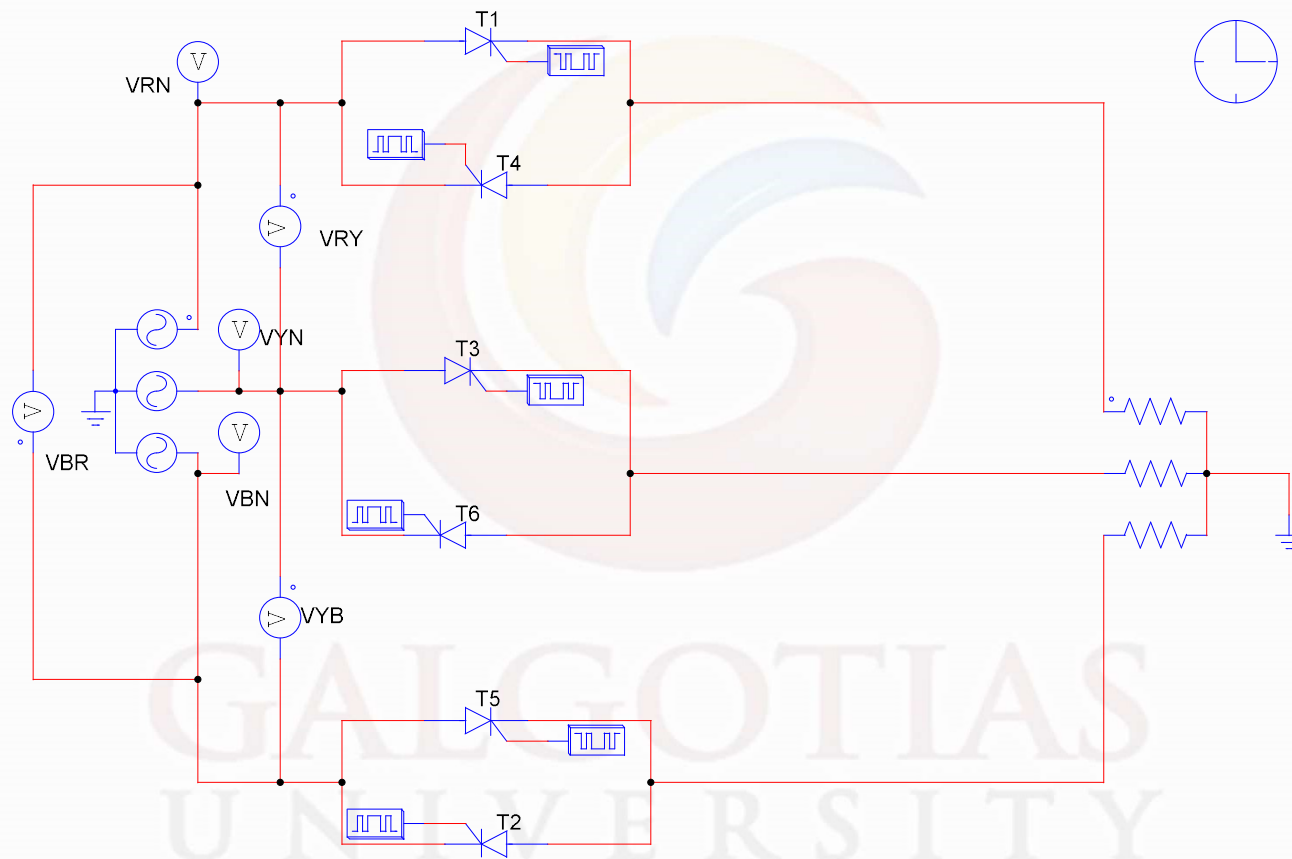 T1
VRN
T4
VRY
VYN
T3
VBR
VBN
T6
VYB
T5
T2
V
V
V
V
V
V
GALGOTIAS
UNIVERSITY